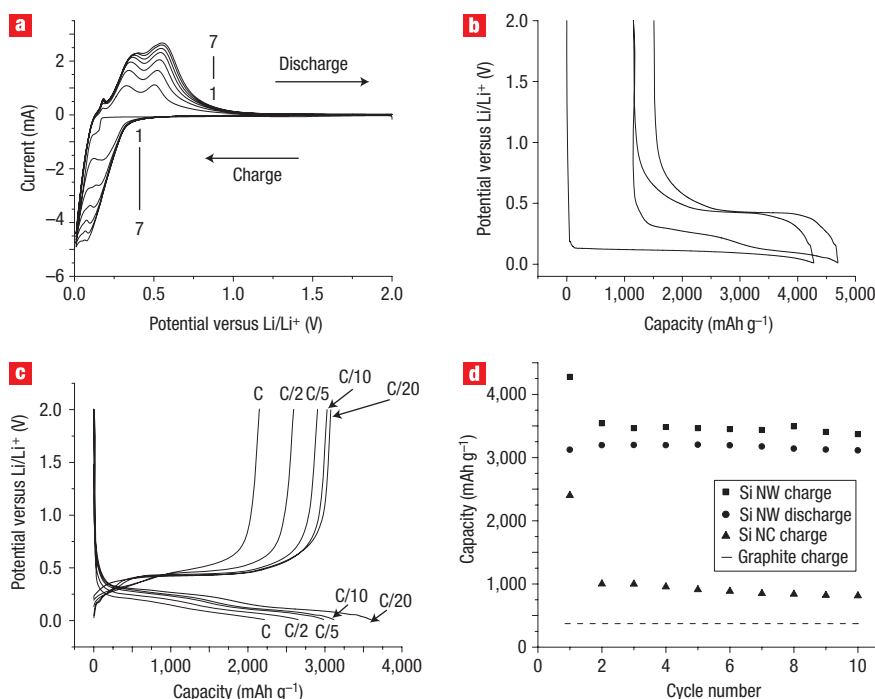 a
7
1
Discharge
1
7
Charge
2
0
–2
–4
–6
0.0
0.5
1.0
1.5
2.0
Current (mA)
Potential versus Li/Li⁺ (V)
b
2.0
1.5
1.0
0.5
0.0
0
1,000
2,000
3,000
4,000
5,000
Potential versus Li/Li⁺ (V)
Capacity (mAh g⁻¹)
c
C
C/2
C/5
C/10
C/20
2.0
1.5
1.0
0.5
0.0
C
C/2
C/5
C/10
C/20
0
1,000
2,000
3,000
4,000
Potential versus Li/Li⁺ (V)
Capacity (mAh g⁻¹)
d
4,000
3,000
2,000
1,000
0
0
2
4
6
8
10
Si NW charge
Si NW discharge
Si NC charge
Graphite charge
Capacity (mAh g⁻¹)
Cycle number